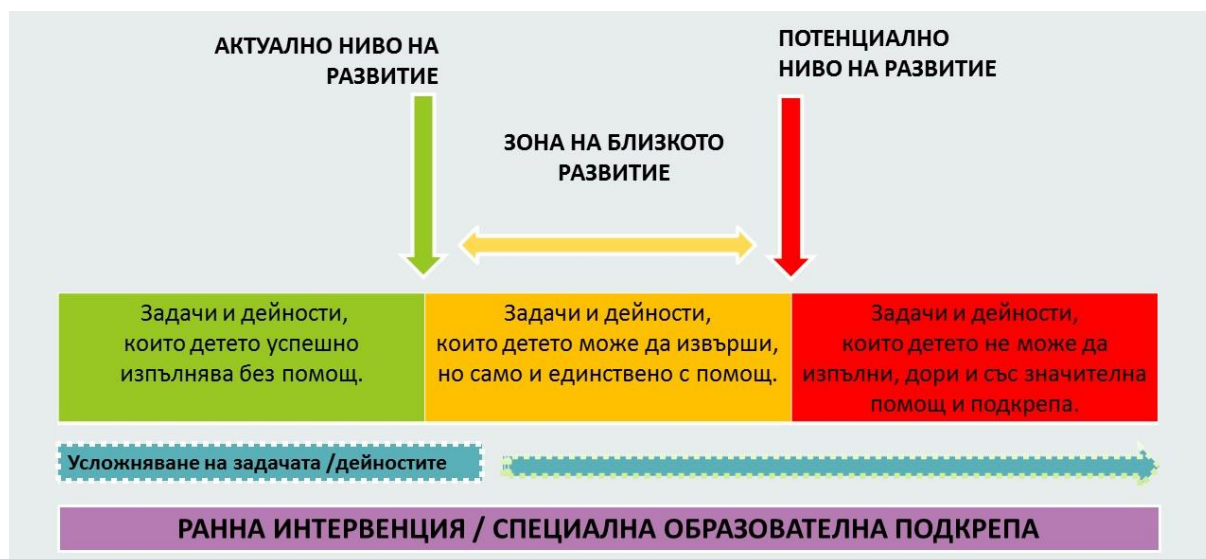 АКТУАЛНО НИВО НА
РАЗВИТИЕ
ПОТЕНЦИАЛНО
НИВО НА РАЗВИТИЕ
ЗОНА НА БЛИЗКОТО
РАЗВИТИЕ
Задачи и дейности,
които детето успешно
изпълнява без помощ.
Задачи и дейности,
които детето може да извърши,
но само и единствено с помощ.
Задачи и дейности,
които детето не може да
изпълни, дори и със значителна
помощ и подкрепа.
Усложняване на задачата /дейностите
РАННА ИНТЕРВЕНЦИЯ / СПЕЦИАЛНА ОБРАЗОВАТЕЛНА ПОДКРЕПА